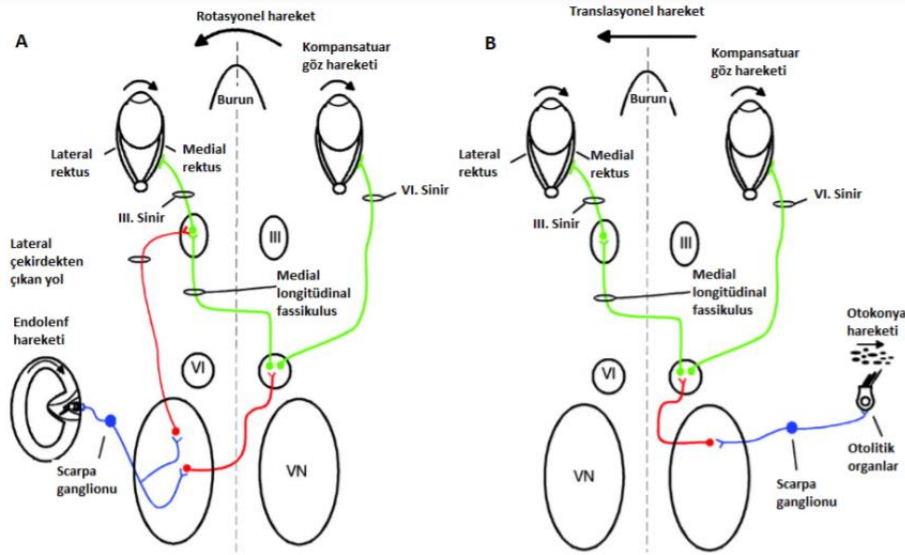 A
Rotasyonel hareket
Kompansatuar
göz hareketi
Burun
Lateral
rektus
Medial
rektus
VI. Sinir
III. Sinir
III
Lateral
çekirdekten
çıkan yol
Medial
longitüdinal
fassikulus
Endolenf
hareketi
VI
VN
Scarpa
ganglionu
B
Translasyonel hareket
Kompansatuar
göz hareketi
Burun
Lateral
rektus
Medial
rektus
VI. Sinir
III. Sinir
III
Medial
longitüdinal
fassikulus
Otokonya
hareketi
VI
VN
Scarpa
ganglionu
Otolitik
organlar